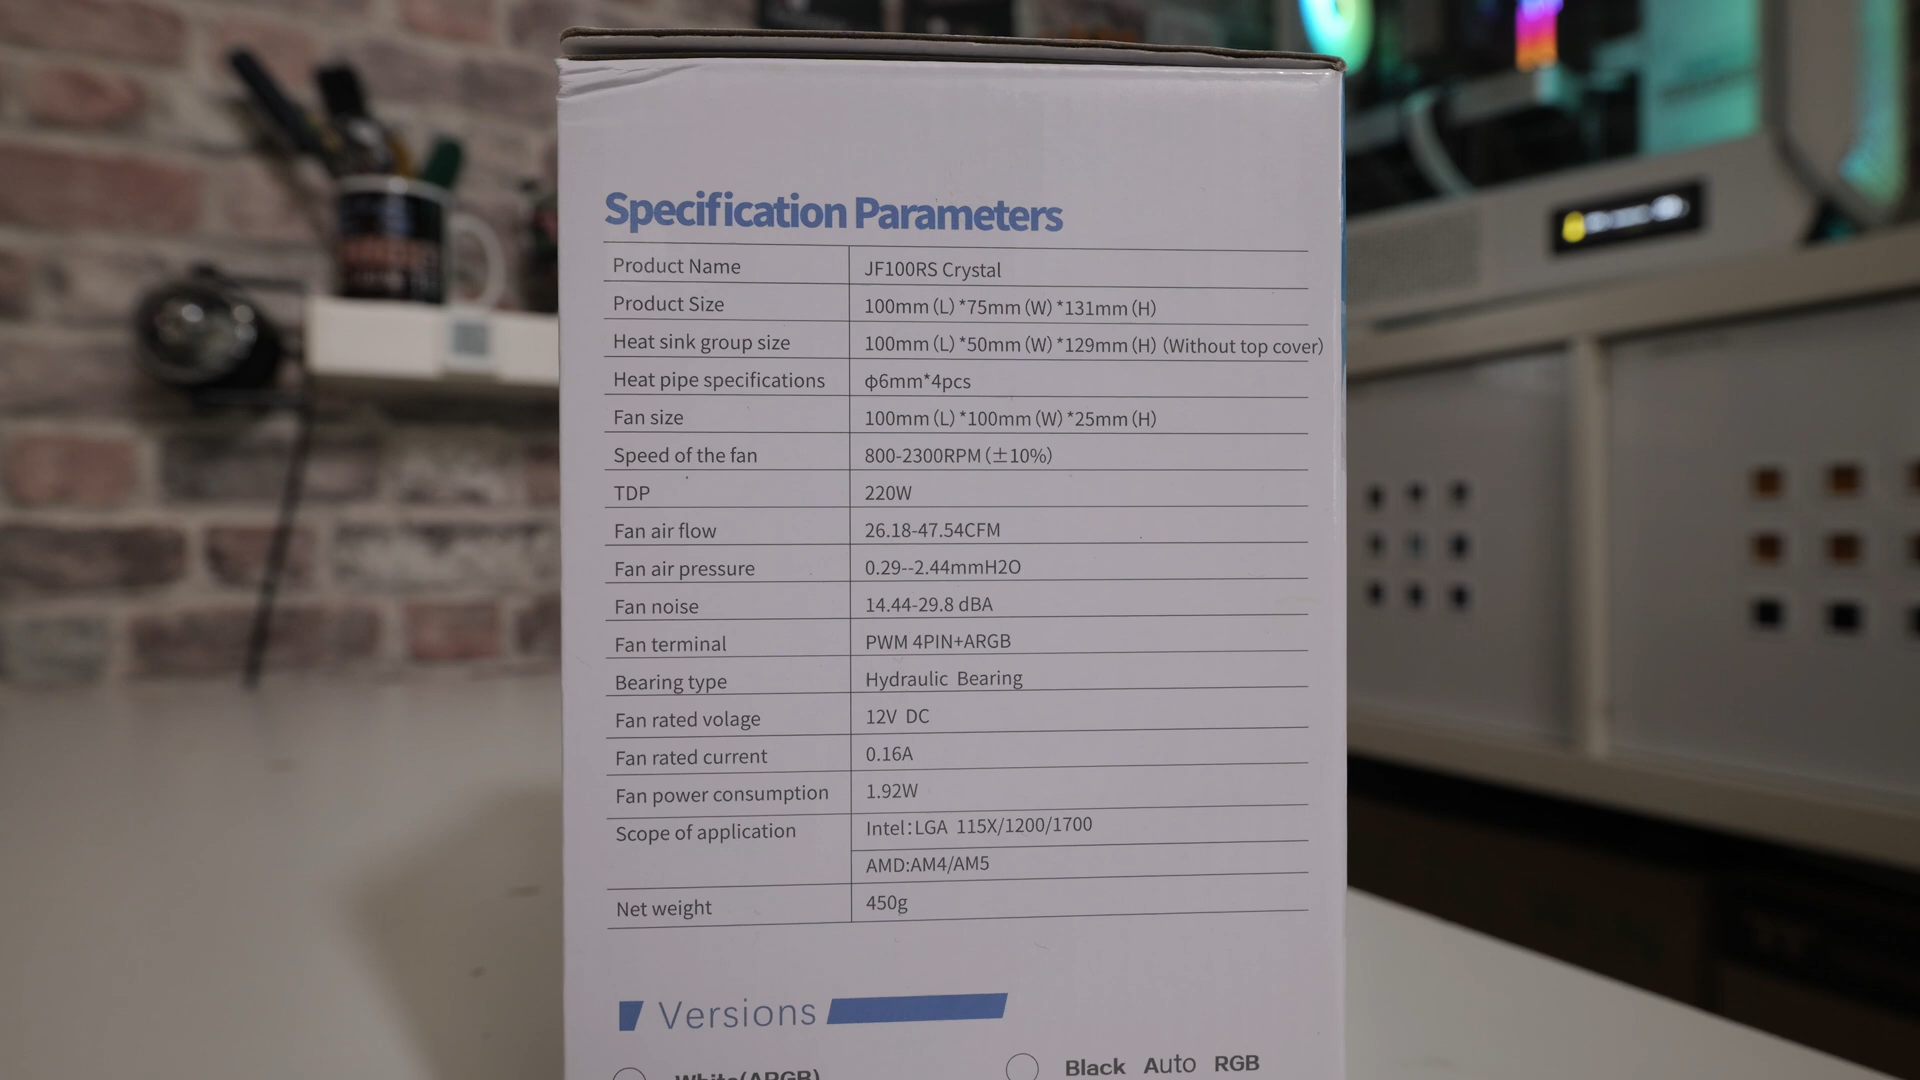 Specification Parameters
Product Name JF100RS Crystal
Product Size 100mm(L)*75mm(W)*131mm(H)
Heat sink group size 100mm(L)*50mm(W)*129mm(H)(Without top cover)
Heat pipe specifications ф6mm*4pcs
Fan size 100mm(L)*100mm(W)*25mm(H)
Speed of the fan 800-2300RPM(±10%)
TDP 220W
Fan air flow 26.18-47.54CFM
Fan air pressure 0.29--2.44mmH2O
Fan noise 14.44-29.8 dBA
Fan terminal PWM 4PIN+ARGB
Bearing type Hydraulic Bearing
Fan rated volage 12V DC
Fan rated current 0.16A
Fan power consumption 1.92W
Scope of application Intel:LGA 115X/1200/1700
AMD:AM4/AM5
Net weight 450g
Versions
White(ARGB) Black Auto RGB